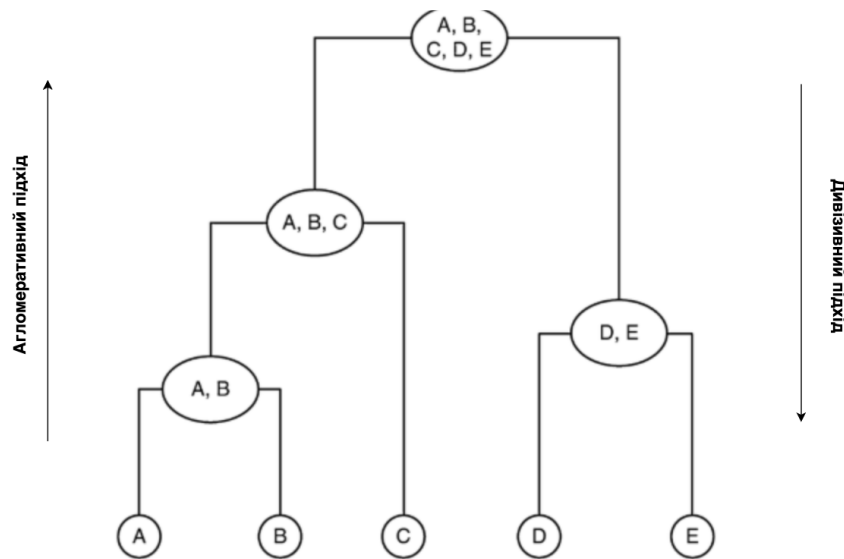 A, B,
C, D, E
Агломеративний підхід
Дивізивний підхід
A, B, C
D, E
A, B
A
B
C
D
E